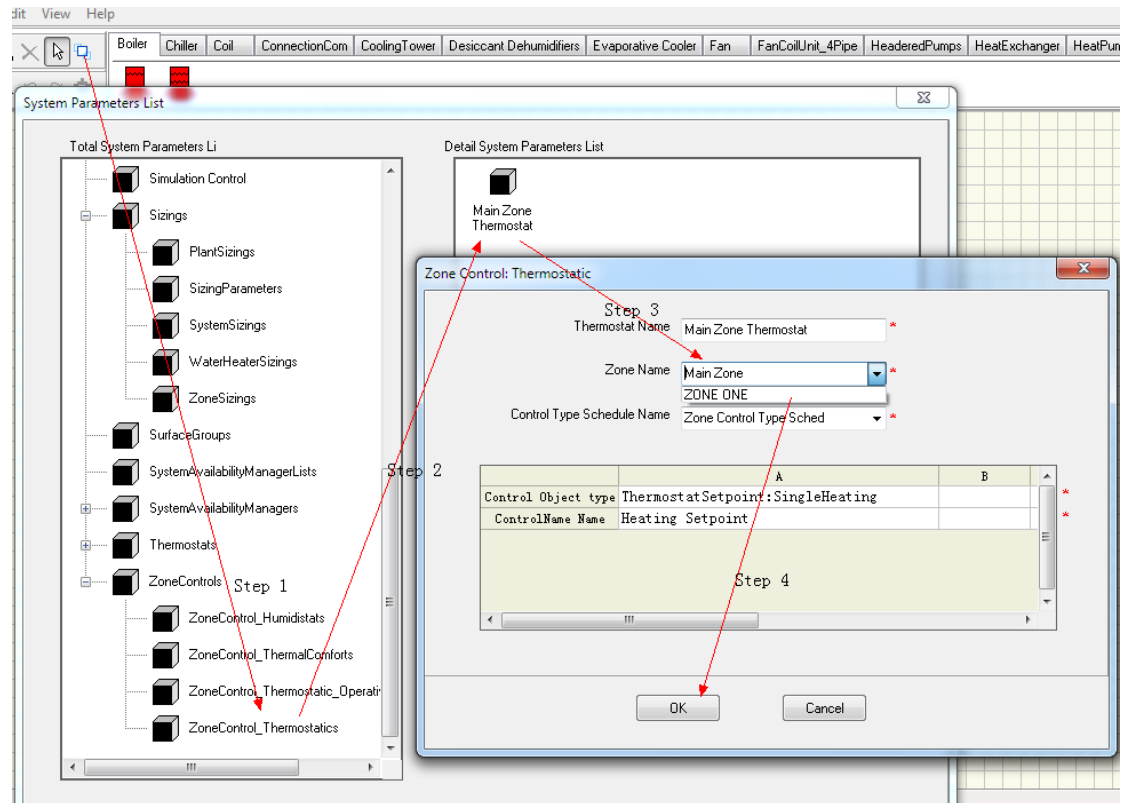 dit View Help
Boiler Chiller Coil ConnectionCom CoolingTower Desiccant Dehumidifiers Evaporative Cooler Fan FanCoilUnit_4Pipe HeaderedPumps HeatExchanger HeatPun
System Parameters List
Total System Parameters Li
Detail System Parameters List
Simulation Control
Sizings
PlantSizings
SizingParameters
SystemSizings
WaterHeaterSizings
ZoneSizings
SurfaceGroups
SystemAvailabilityManagerLists
SystemAvailabilityManagers
Thermostats
ZoneControls
Step 1
ZoneControl_Humidistats
ZoneControl_ThermalComforts
ZoneControl_Thermostatic_Operati
ZoneControl_Thermostatics
Main Zone
Thermostat
Step 2
Zone Control: Thermostatic
Step 3
Thermostat Name Main Zone Thermostat *
Zone Name Main Zone *
ZONE ONE
Control Type Schedule Name Zone Control Type Sched *
A B
Control Object type ThermostatSetpoint:SingleHeating *
ControlName Name Heating Setpoint *
Step 4
OK Cancel